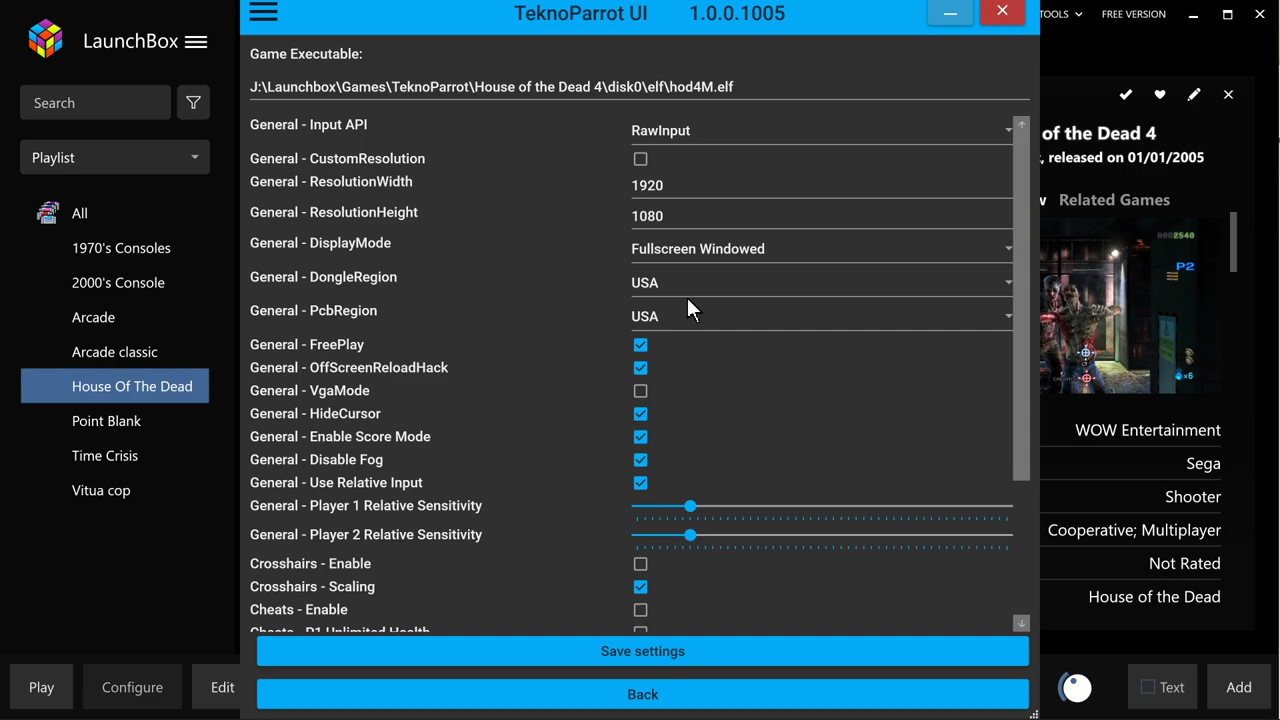 TeknoParrot UI 1.0.0.1005
TOOLS
FREE VERSION
LaunchBox
Search
Playlist
All
1970's Consoles
2000's Console
Arcade
Arcade classic
House Of The Dead
Point Blank
Time Crisis
Vitua cop
Play
Configure
Edit
Game Executable:
J:\Launchbox\Games\TeknoParrot\House of the Dead 4\disk0\elf\hod4M.elf
General - Input API RawInput
General - CustomResolution
General - ResolutionWidth 1920
General - ResolutionHeight 1080
General - DisplayMode Fullscreen Windowed
General - DongleRegion USA
General - PcbRegion USA
General - FreePlay
General - OffScreenReloadHack
General - VgaMode
General - HideCursor
General - Enable Score Mode
General - Disable Fog
General - Use Relative Input
General - Player 1 Relative Sensitivity
General - Player 2 Relative Sensitivity
Crosshairs - Enable
Crosshairs - Scaling
Cheats - Enable
Cheats - P1 Unlimited Health
Save settings
Back
of the Dead 4
, released on 01/01/2005
Related Games
0002540
P2
x6
WOW Entertainment
Sega
Shooter
Cooperative; Multiplayer
Not Rated
House of the Dead
Text
Add